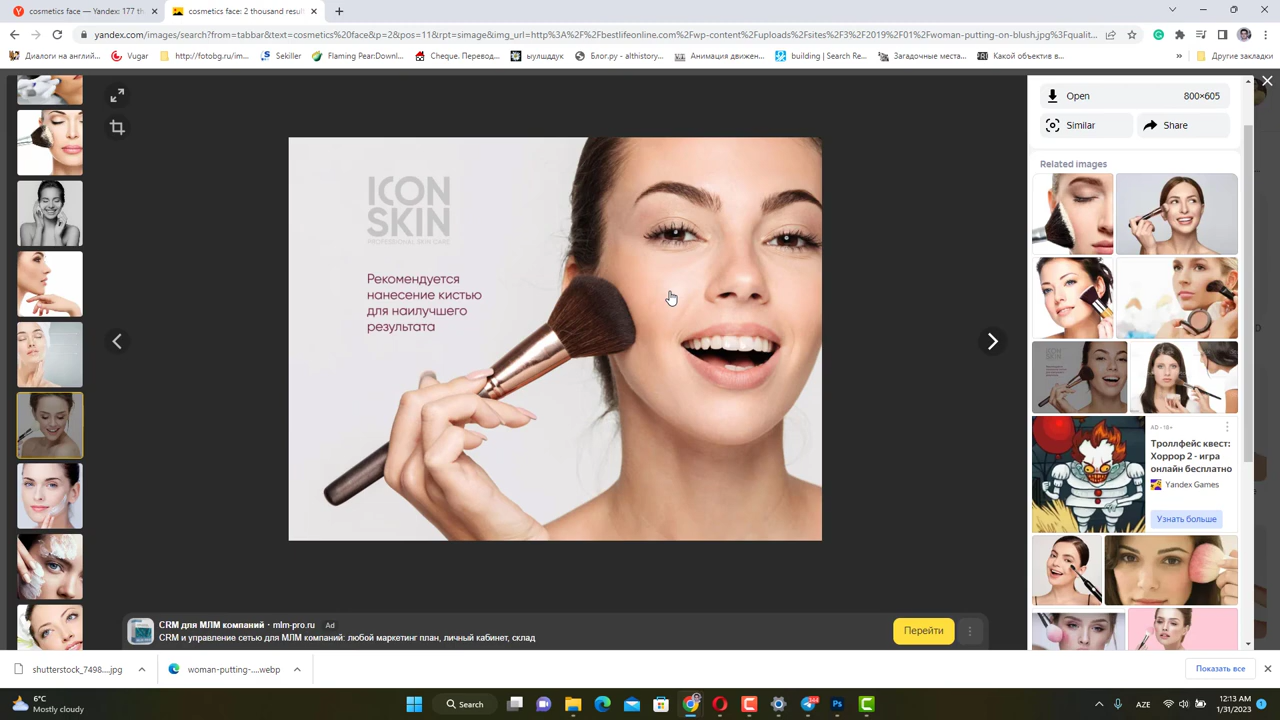 cosmetics face — Yandex: 177 th
cosmetics face: 2 thousand result
yandex.com/images/search?from=tabbar&text=cosmetics%20face&p=2&pos=11&rpt=simage&img_url=http%3A%2F%2Fbestlifeonline.com%2Fwp-content%2Fuploads%2Fsites%2F3%2F2019%2F01%2Fwoman-putting-on-blush.jpg%3Fqualit...
Диалоги на англий...
Vugar
http://fotobg.ru/im...
Sekiller
Flaming Pear:Downl...
Cheque. Перевод...
ыулшщдук
Блог.ру - althistory...
Анимация движен...
building | Search Re...
Загадочные места...
Какой объектив в...
»
Другие закладки
Open
800×605
Similar
Share
Related images
ICON
SKIN
PROFESSIONAL SKIN CARE
Рекомендуется
нанесение кистью
для наилучшего
результата
AD • 16+
Троллфейс квест:
Хоррор 2 - игра
онлайн бесплатно
Yandex Games
Узнать больше
CRM для МЛМ компаний · mlm-pro.ru Ad
CRM и управление сетью для МЛМ компаний: любой маркетинг план, личный кабинет, склад
Перейти
shutterstock_7498....jpg
woman-putting-....webp
Показать все
6°C
Mostly cloudy
Search
AZE
12:13 AM
1/31/2023